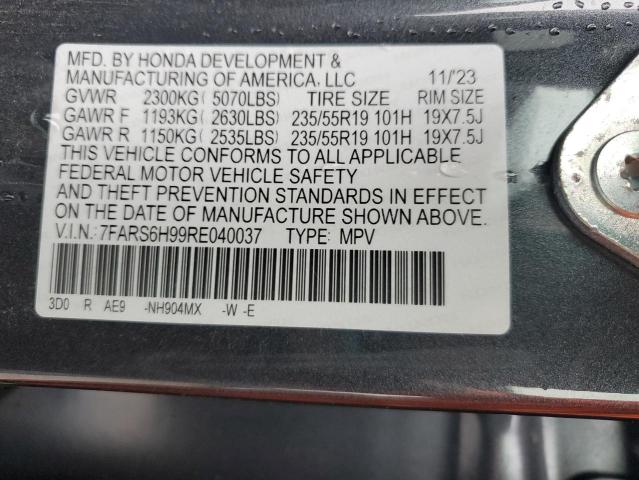 MFD. BY HONDA DEVELOPMENT &
MANUFACTURING OF AMERICA, LLC 11/'23
GVWR 2300KG( 5070LBS) TIRE SIZE RIM SIZE
GAWR F 1193KG( 2630LBS) 235/55R19 101H 19X7.5J
GAWR R 1150KG( 2535LBS) 235/55R19 101H 19X7.5J
THIS VEHICLE CONFORMS TO ALL APPLICABLE
FEDERAL MOTOR VEHICLE SAFETY
AND THEFT PREVENTION STANDARDS IN EFFECT
ON THE DATE OF MANUFACTURE SHOWN ABOVE.
V.I.N.:7FARS6H99RE040037 TYPE: MPV
3D0 R AE9 -NH904MX -W -E